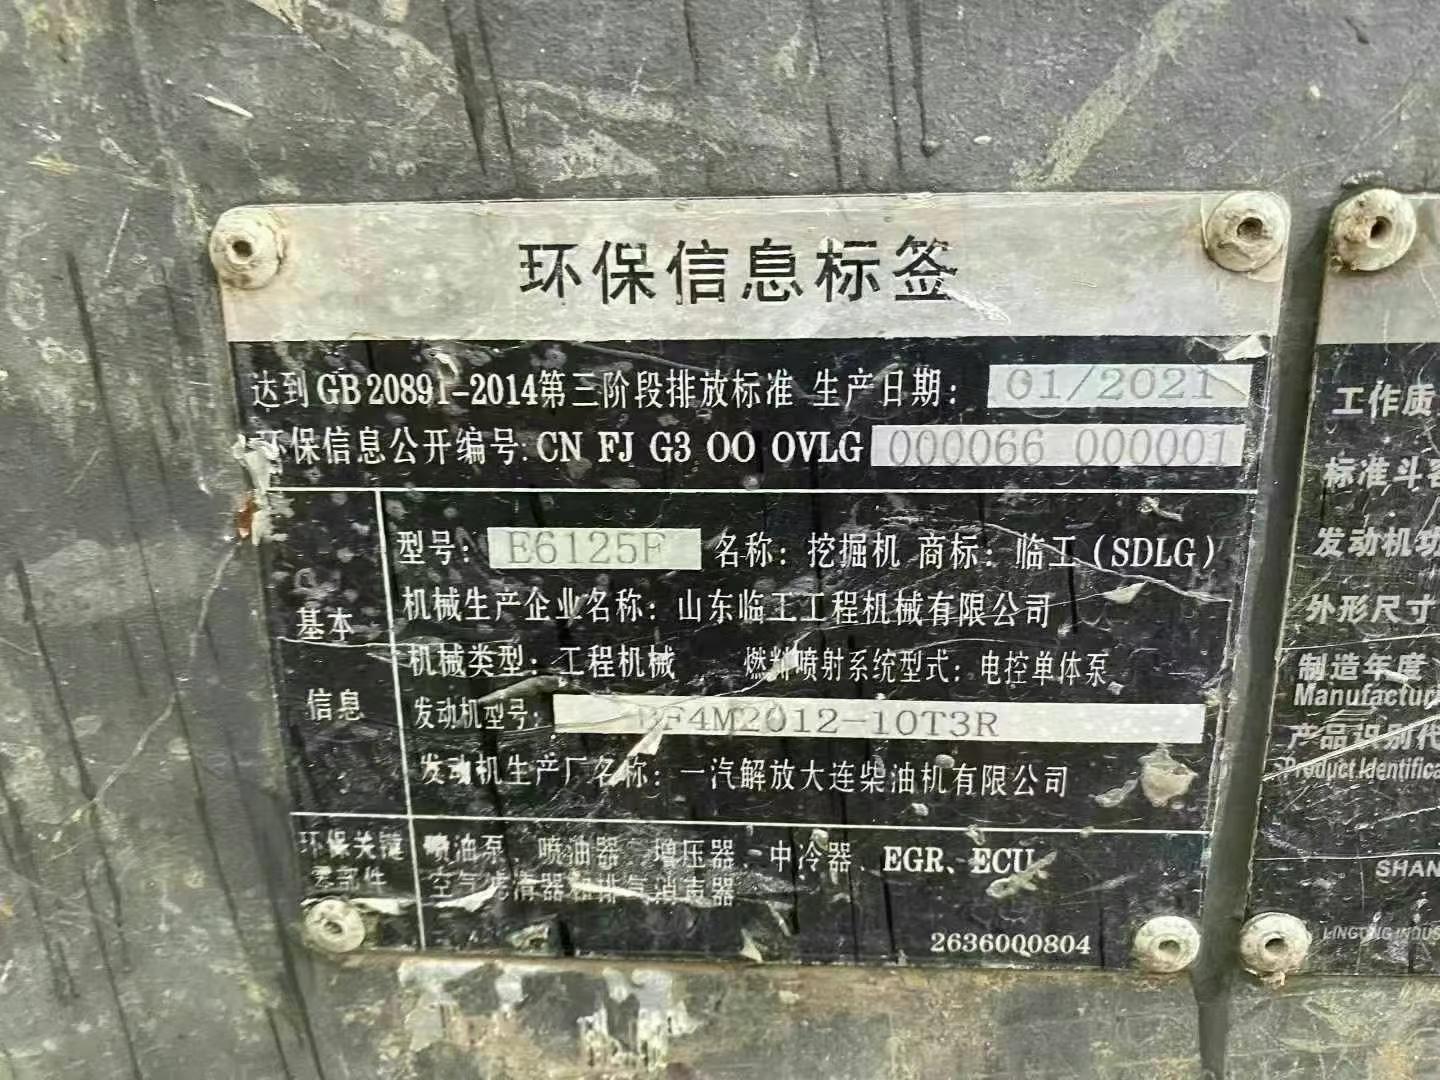 环保信息标签
达到GB 20891-2014第三阶段排放标准 生产日期: 01/2021
环保信息公开编号: CN FJ G3 OO OVLG 000066 000001
型号: E6125F 名称: 挖掘机 商标: 临工(SDLG)
机械生产企业名称: 山东临工工程机械有限公司
基本
机械类型: 工程机械 燃料喷射系统型式: 电控单体泵
信息
发动机型号: BF4M2012-10T3R
发动机生产厂名称: 一汽解放大连柴油机有限公司
环保关键 喷油泵、喷油器、增压器、中冷器、EGR、ECU
零部件 空气滤清器和排气消声器
26360Q0804
工作质
标准斗容
发动机功
外形尺寸
制造年度
Manufacturi
产品识别代
Product Identifica
SHAN
LINGONG INDUS